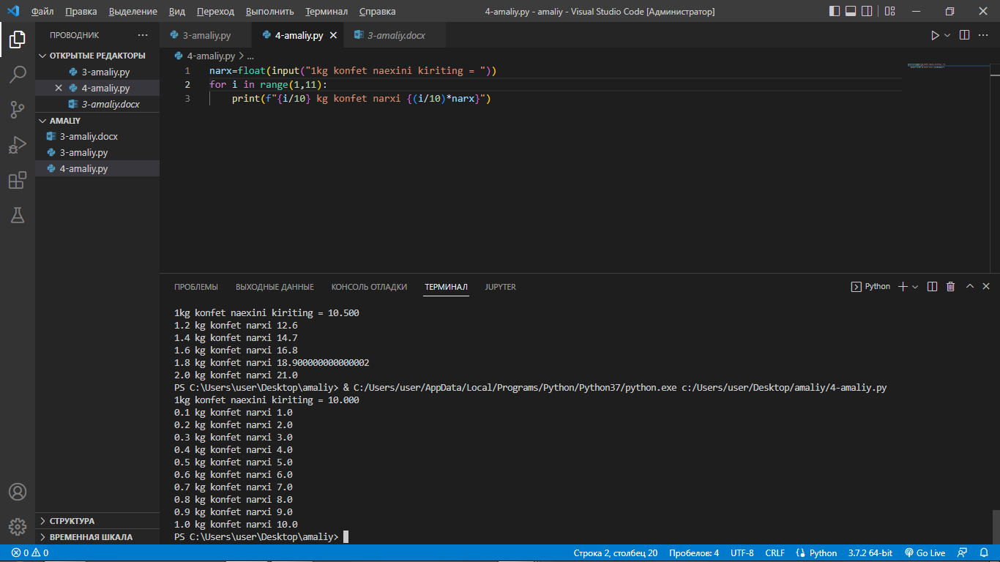 Файл Правка Выделение Вид Переход Выполнить Терминал Справка 4-amaliy.py - amaliy - Visual Studio Code [Администратор]
ПРОВОДНИК ...
ОТКРЫТЫЕ РЕДАКТОРЫ
3-amaliy.py
4-amaliy.py
3-amaliy.docx
AMALIY
3-amaliy.docx
3-amaliy.py
4-amaliy.py
СТРУКТУРА
ВРЕМЕННАЯ ШКАЛА
3-amaliy.py 4-amaliy.py 3-amaliy.docx
4-amaliy.py > ...
1 narx=float(input("1kg konfet naexini kiriting = "))
2 for i in range(1,11):
3 print(f"{i/10} kg konfet narxi {(i/10)*narx}")
ПРОБЛЕМЫ ВЫХОДНЫЕ ДАННЫЕ КОНСОЛЬ ОТЛАДКИ ТЕРМИНАЛ JUPYTER Python
1kg konfet naexini kiriting = 10.500
1.2 kg konfet narxi 12.6
1.4 kg konfet narxi 14.7
1.6 kg konfet narxi 16.8
1.8 kg konfet narxi 18.900000000000002
2.0 kg konfet narxi 21.0
PS C:\Users\user\Desktop\amaliy> & C:/Users/user/AppData/Local/Programs/Python/Python37/python.exe c:/Users/user/Desktop/amaliy/4-amaliy.py
1kg konfet naexini kiriting = 10.000
0.1 kg konfet narxi 1.0
0.2 kg konfet narxi 2.0
0.3 kg konfet narxi 3.0
0.4 kg konfet narxi 4.0
0.5 kg konfet narxi 5.0
0.6 kg konfet narxi 6.0
0.7 kg konfet narxi 7.0
0.8 kg konfet narxi 8.0
0.9 kg konfet narxi 9.0
1.0 kg konfet narxi 10.0
PS C:\Users\user\Desktop\amaliy>
0 0 Строка 2, столбец 20 Пробелов: 4 UTF-8 CRLF Python 3.7.2 64-bit Go Live